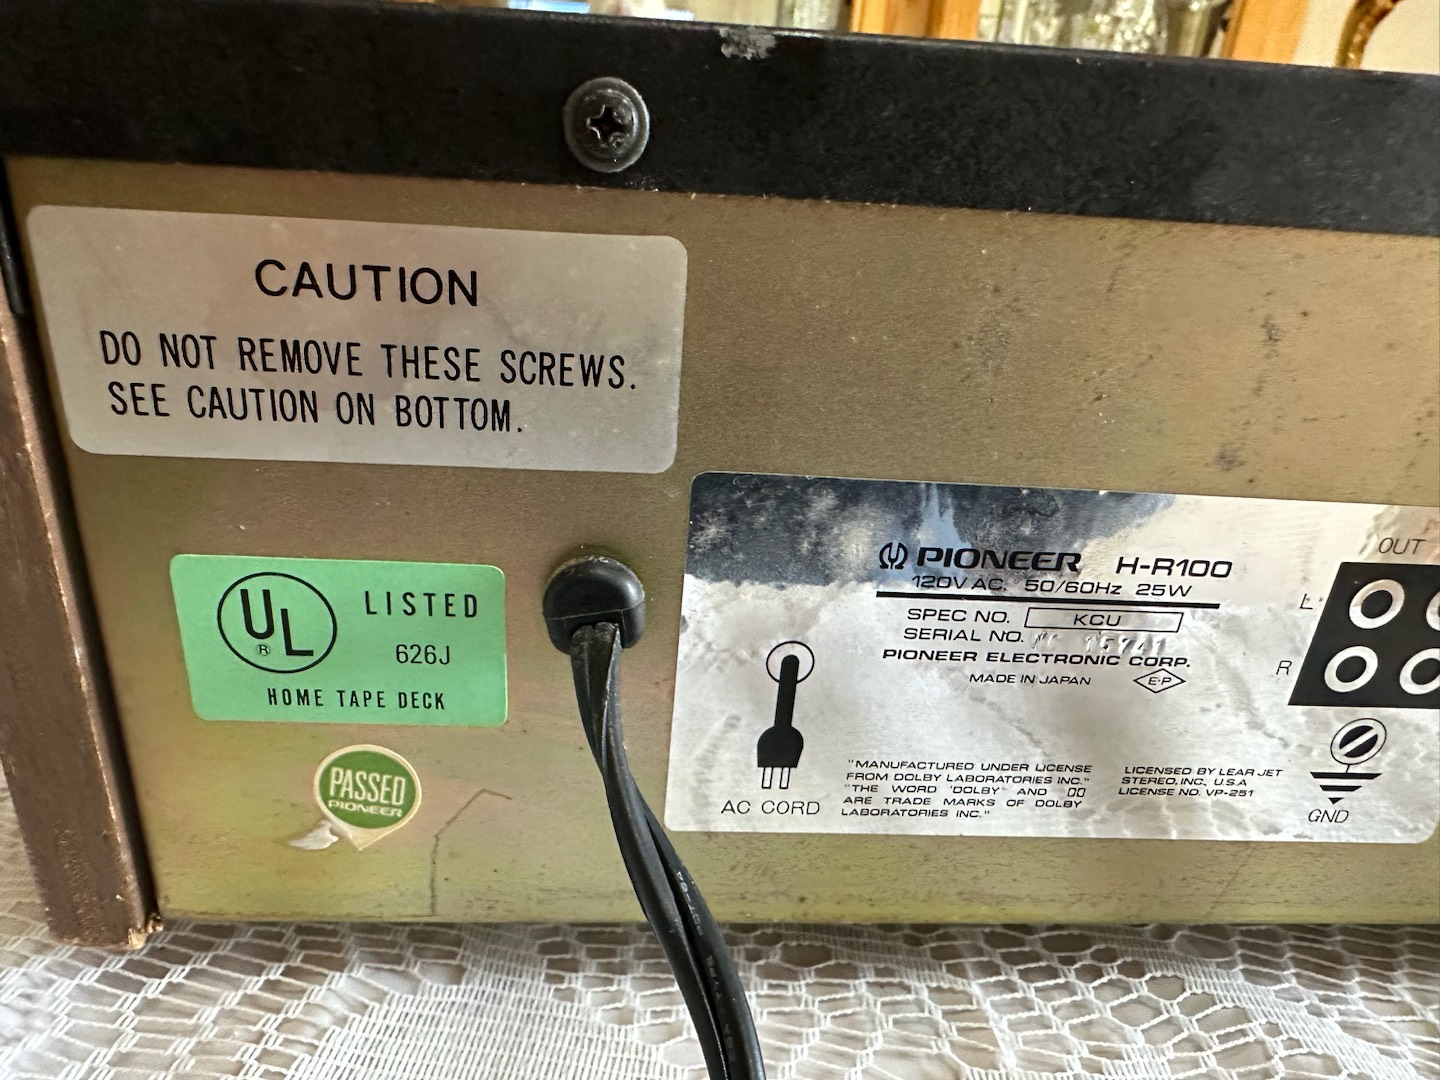 CAUTION
DO NOT REMOVE THESE SCREWS.
SEE CAUTION ON BOTTOM.
UL
®
LISTED
626J
HOME TAPE DECK
PASSED
PIONEER
PIONEER H-R100
120V AC. 50/60Hz 25W
SPEC NO. KCU
SERIAL NO.
PIONEER ELECTRONIC CORP.
MADE IN JAPAN
E·P
AC CORD
"MANUFACTURED UNDER LICENSE
FROM DOLBY LABORATORIES INC."
"THE WORD 'DOLBY' AND
ARE TRADE MARKS OF DOLBY
LABORATORIES INC."
LICENSED BY LEAR JET
STEREO, INC., U.S.A
LICENSE NO. VP-251
OUT
L
R
GND
TYPE